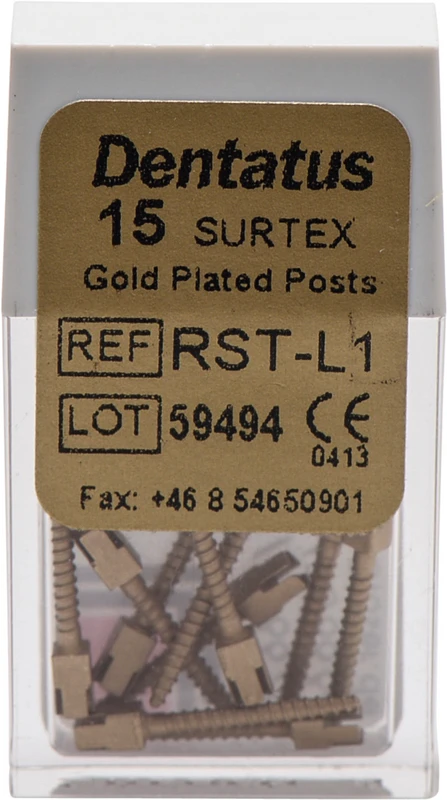 Dentatus
15 SURTEX
Gold Plated Posts
REF RST-L1
LOT 59494 CE
0413
Fax: +46 8 54650901